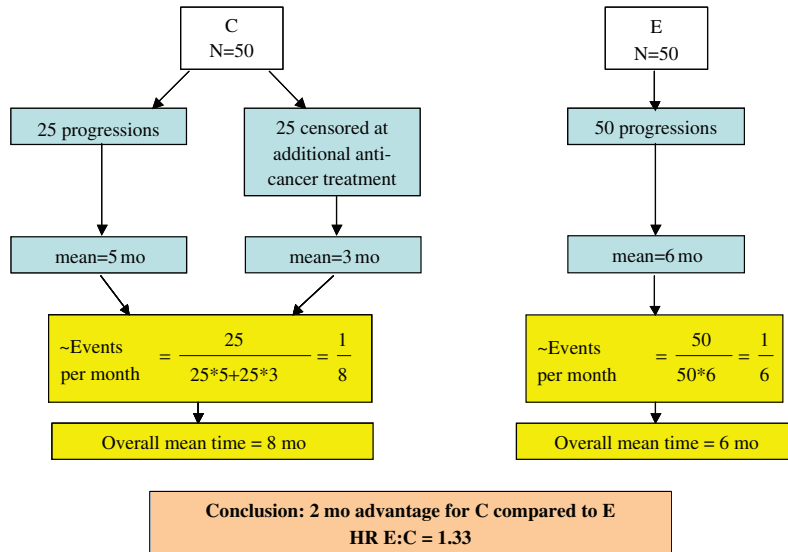 C
N=50
E
N=50
25 progressions
25 censored at
additional anti-
cancer treatment
50 progressions
mean=5 mo
mean=3 mo
mean=6 mo
~Events
per month
= 25 / 25*5+25*3 = 1 / 8
~Events
per month
= 50 / 50*6 = 1 / 6
Overall mean time = 8 mo
Overall mean time = 6 mo
Conclusion: 2 mo advantage for C compared to E
HR E:C = 1.33